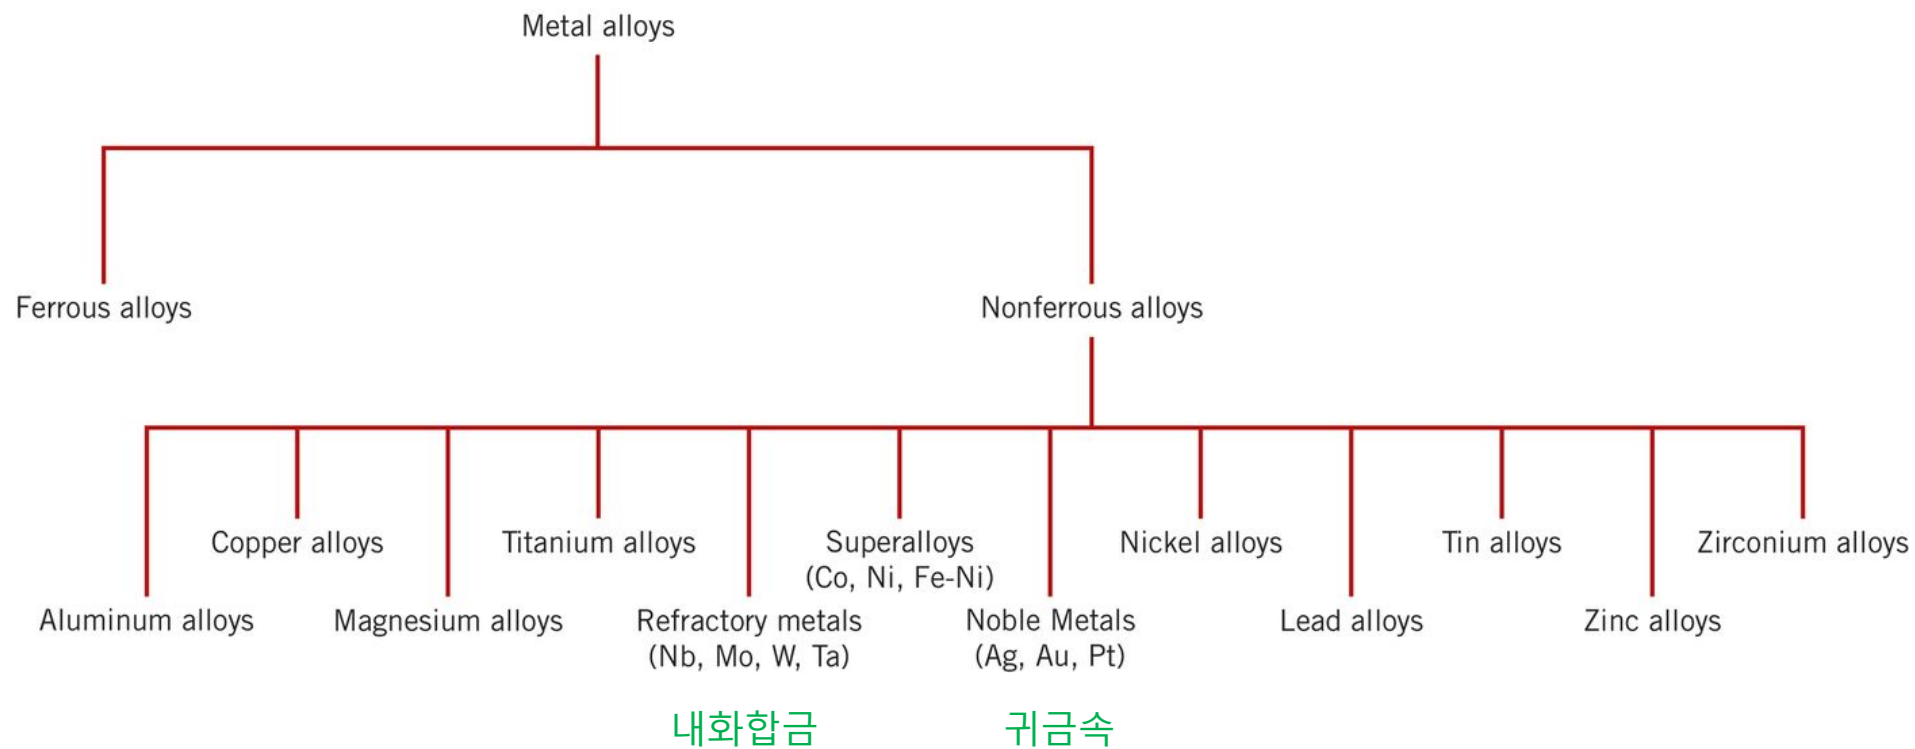 Metal alloys
Ferrous alloys
Nonferrous alloys
Copper alloys
Titanium alloys
Superalloys
(Co, Ni, Fe-Ni)
Nickel alloys
Tin alloys
Zirconium alloys
Aluminum alloys
Magnesium alloys
Refractory metals
(Nb, Mo, W, Ta)
Noble Metals
(Ag, Au, Pt)
Lead alloys
Zinc alloys
내화합금
귀금속